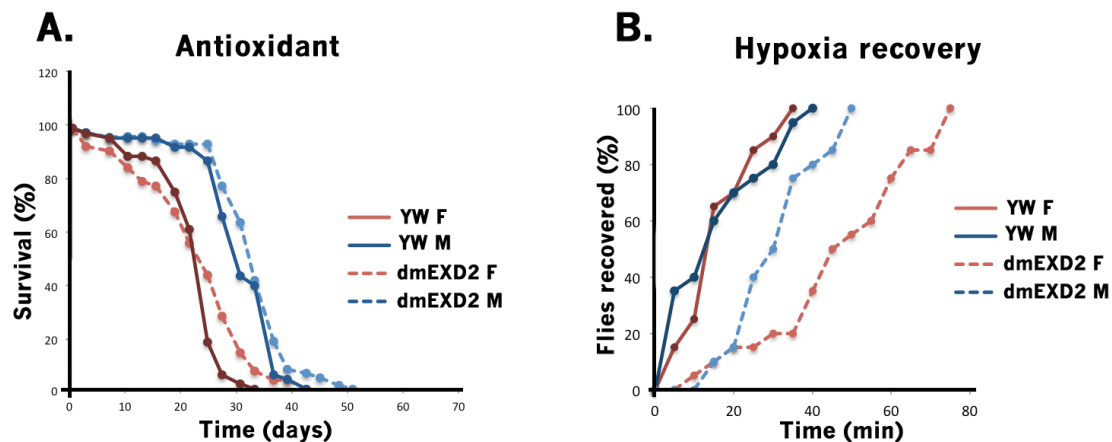 A.
Antioxidant
Survival (%)
120
100
80
60
40
20
0
0 10 20 30 40 50 60 70
Time (days)
YW F
YW M
dmEXD2 F
dmEXD2 M
B.
Hypoxia recovery
Flies recovered (%)
100
80
60
40
20
0
0 20 40 60 80
Time (min)
YW F
YW M
dmEXD2 F
dmEXD2 M